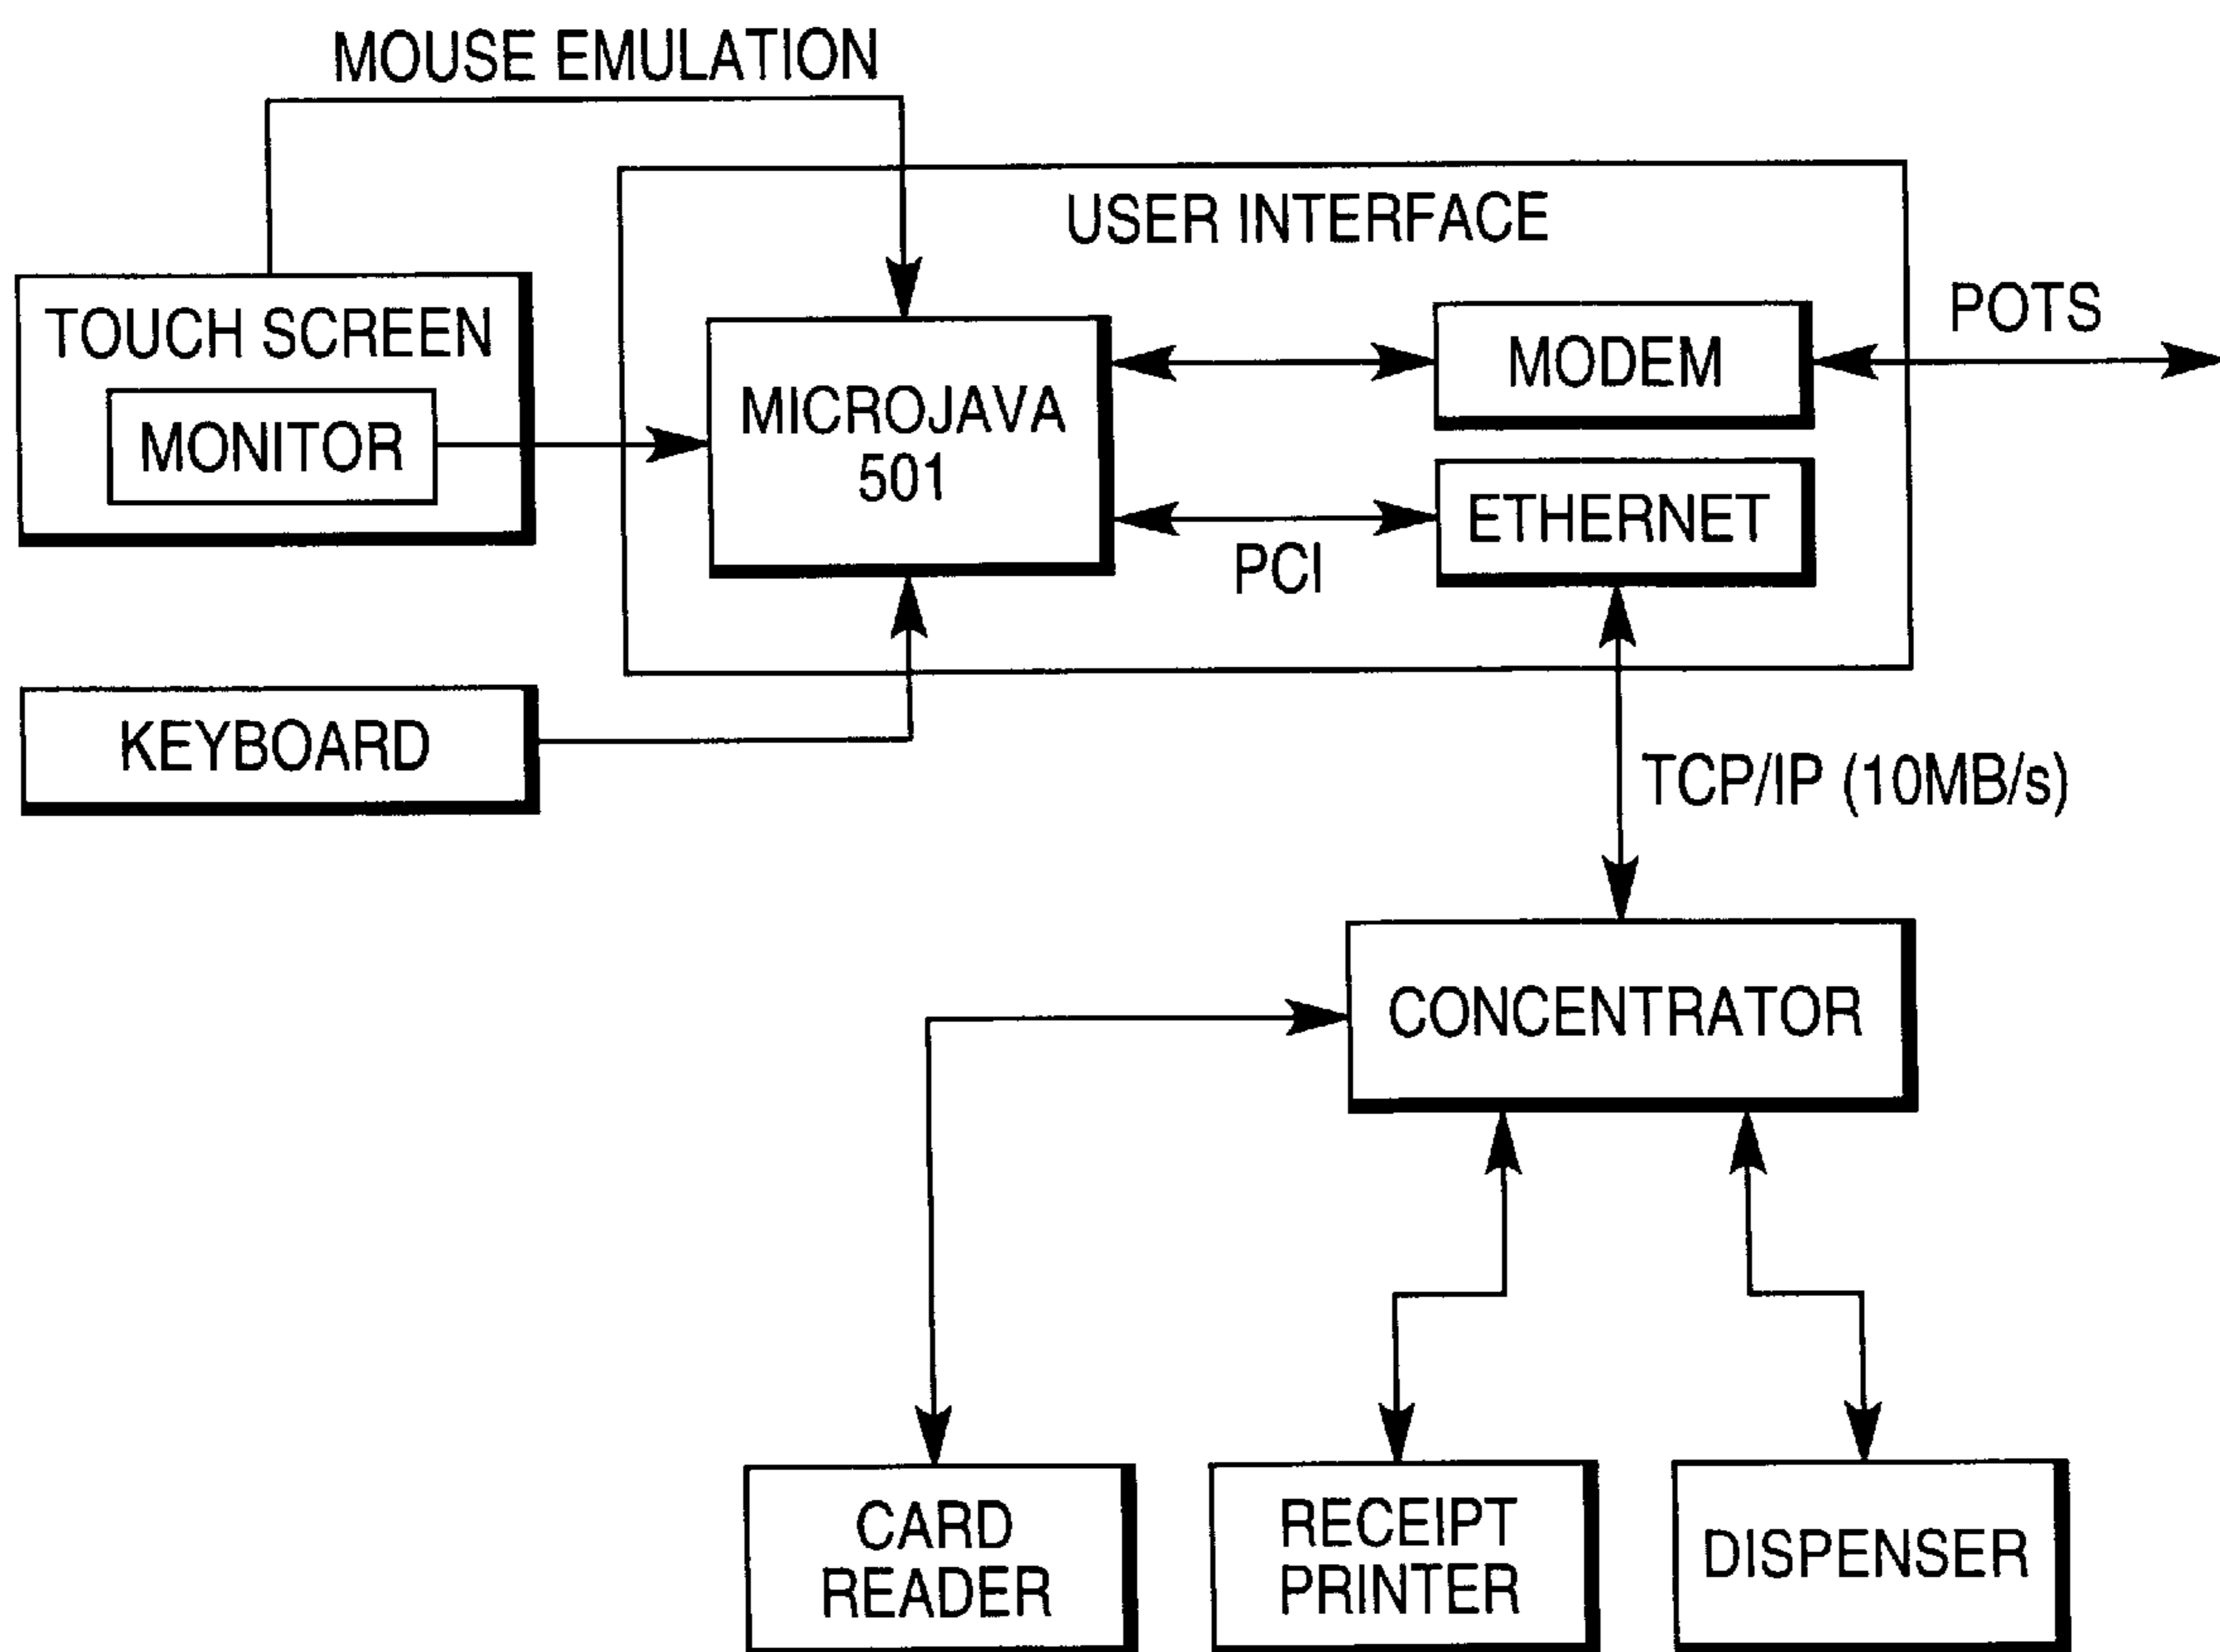 MOUSE EMULATION
USER INTERFACE
TOUCH SCREEN
MONITOR
MICROJAVA
501
MODEM
POTS
ETHERNET
PCI
KEYBOARD
TCP/IP (10MB/s)
CONCENTRATOR
CARD
READER
RECEIPT
PRINTER
DISPENSER